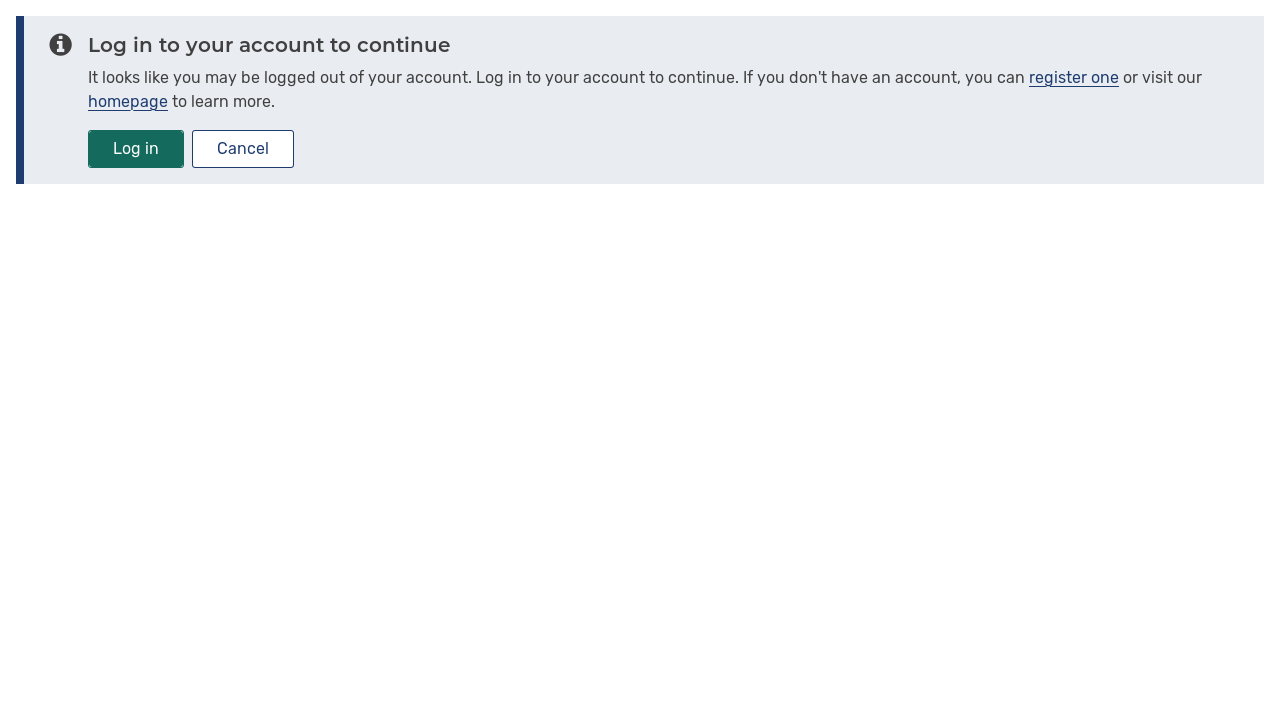 Log in to your account to continue
It looks like you may be logged out of your account. Log in to your account to continue. If you don't have an account, you can register one or visit our
homepage to learn more.
Log in
Cancel